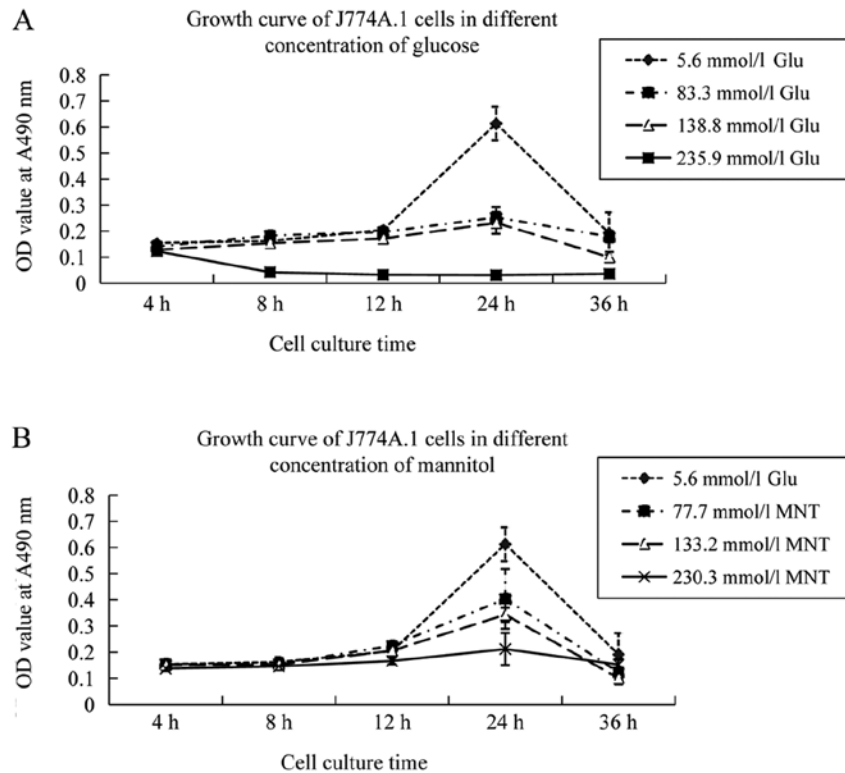 A
Growth curve of J774A.1 cells in different
concentration of glucose
5.6 mmol/l Glu
83.3 mmol/l Glu
138.8 mmol/l Glu
235.9 mmol/l Glu
OD value at A490 nm
0.8
0.7
0.6
0.5
0.4
0.3
0.2
0.1
0
4 h 8 h 12 h 24 h 36 h
Cell culture time
B
Growth curve of J774A.1 cells in different
concentration of mannitol
5.6 mmol/l Glu
77.7 mmol/l MNT
133.2 mmol/l MNT
230.3 mmol/l MNT
OD value at A490 nm
0.8
0.7
0.6
0.5
0.4
0.3
0.2
0.1
0
4 h 8 h 12 h 24 h 36 h
Cell culture time